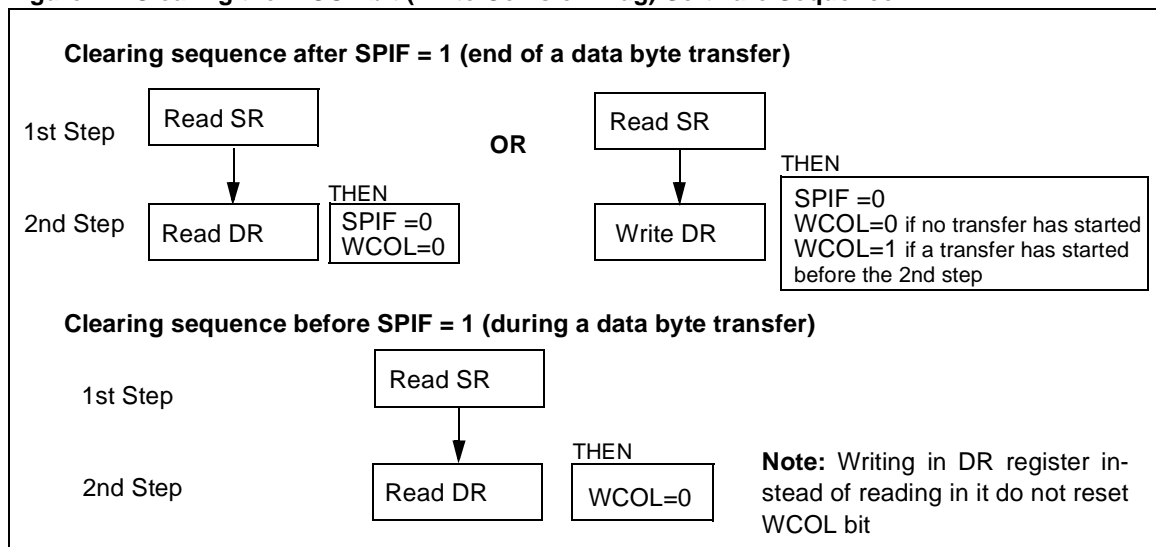 Clearing sequence after SPIF = 1 (end of a data byte transfer)
1st Step
Read SR
OR
Read SR
THEN
2nd Step
Read DR
THEN
SPIF =0
WCOL=0
Write DR
SPIF =0
WCOL=0 if no transfer has started
WCOL=1 if a transfer has started
before the 2nd step
Clearing sequence before SPIF = 1 (during a data byte transfer)
1st Step
Read SR
2nd Step
Read DR
THEN
WCOL=0
Note: Writing in DR register in-
stead of reading in it do not reset
WCOL bit